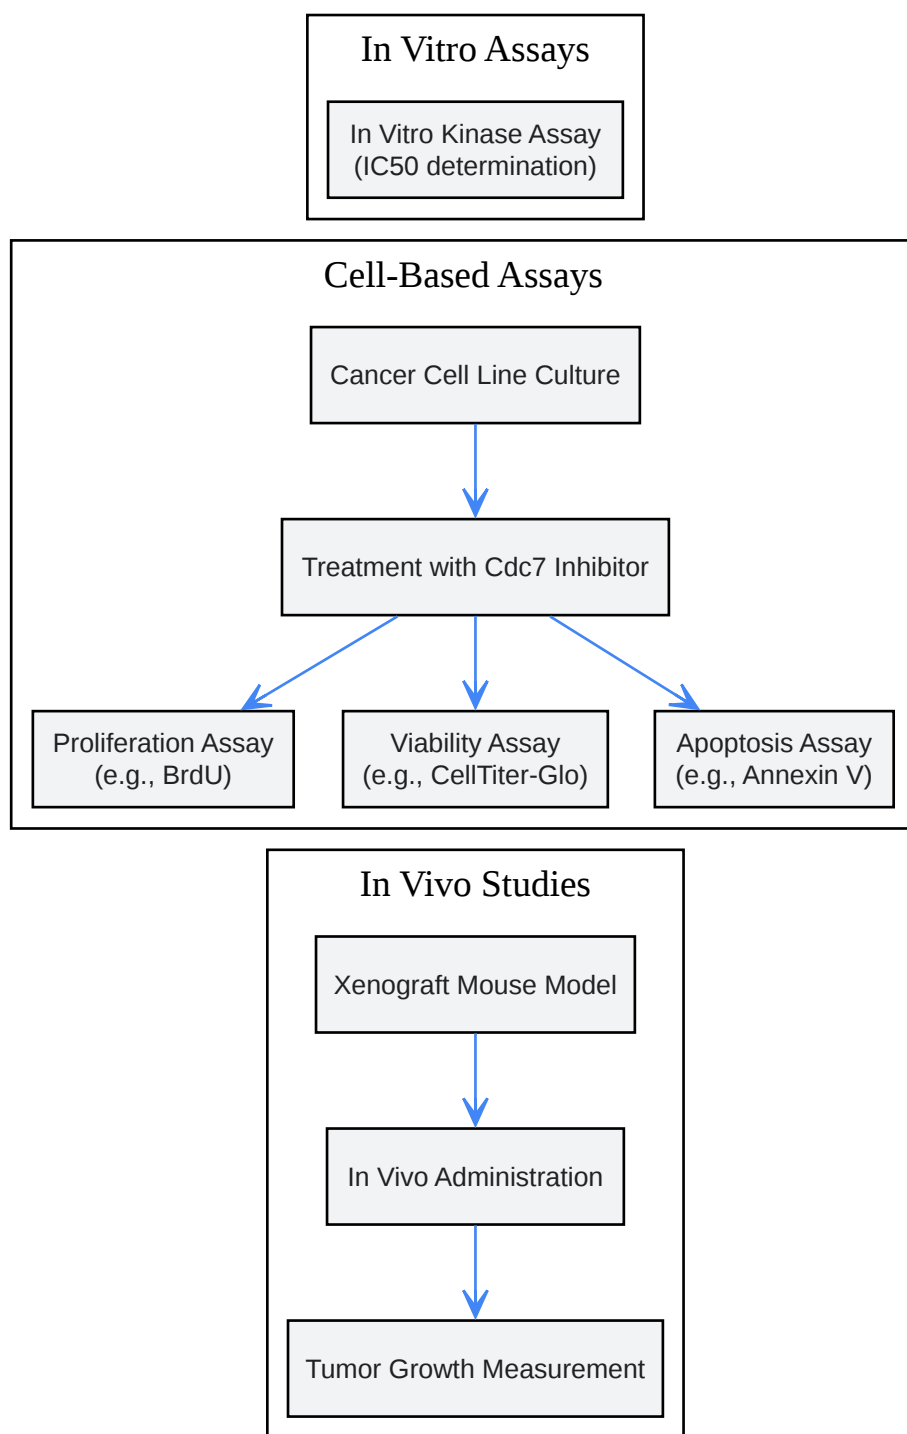 In Vitro Assays
In Vitro Kinase Assay
(IC50 determination)
Cell-Based Assays
Cancer Cell Line Culture
Treatment with Cdc7 Inhibitor
Proliferation Assay
(e.g., BrdU)
Viability Assay
(e.g., CellTiter-Glo)
Apoptosis Assay
(e.g., Annexin V)
In Vivo Studies
Xenograft Mouse Model
In Vivo Administration
Tumor Growth Measurement